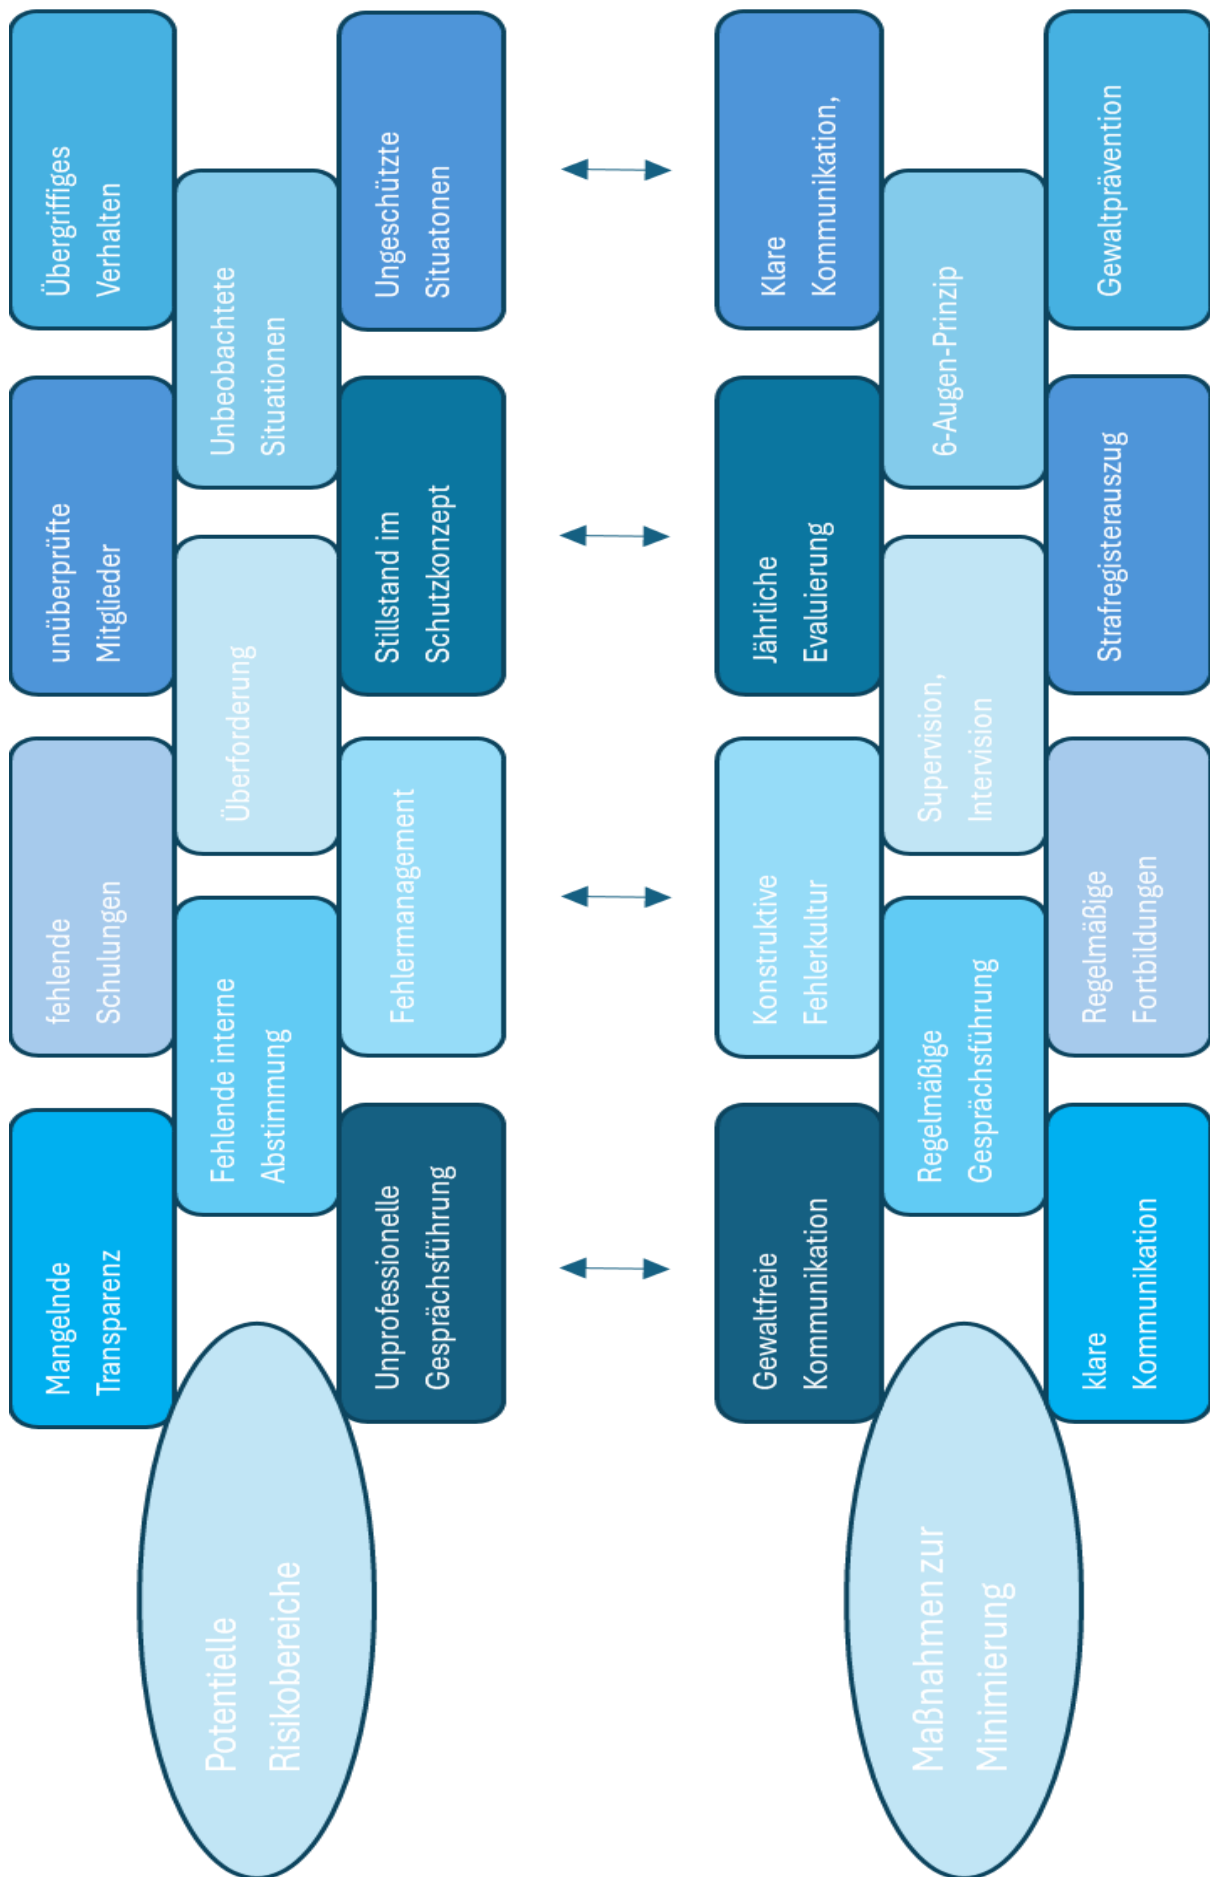 Potentielle
Risikobereiche
Mangelnde
Transparenz
fehlende
Schulungen
unüberprüfte
Mitglieder
Übergriffiges
Verhalten
Fehlende interne
Abstimmung
Überforderung
Unbeobachtete
Situationen
Unprofessionelle
Gesprächsführung
Fehlermanagement
Stillstand im
Schutzkonzept
Ungeschützte
Situatonen
Maßnahmen zur
Minimierung
Gewaltfreie
Kommunikation
Konstruktive
Fehlerkultur
Jährliche
Evaluierung
Klare
Kommunikation,
Regelmäßige
Gesprächsführung
Supervision,
Intervision
6-Augen-Prinzip
klare
Kommunikation
Regelmäßige
Fortbildungen
Strafregisterauszug
Gewaltprävention